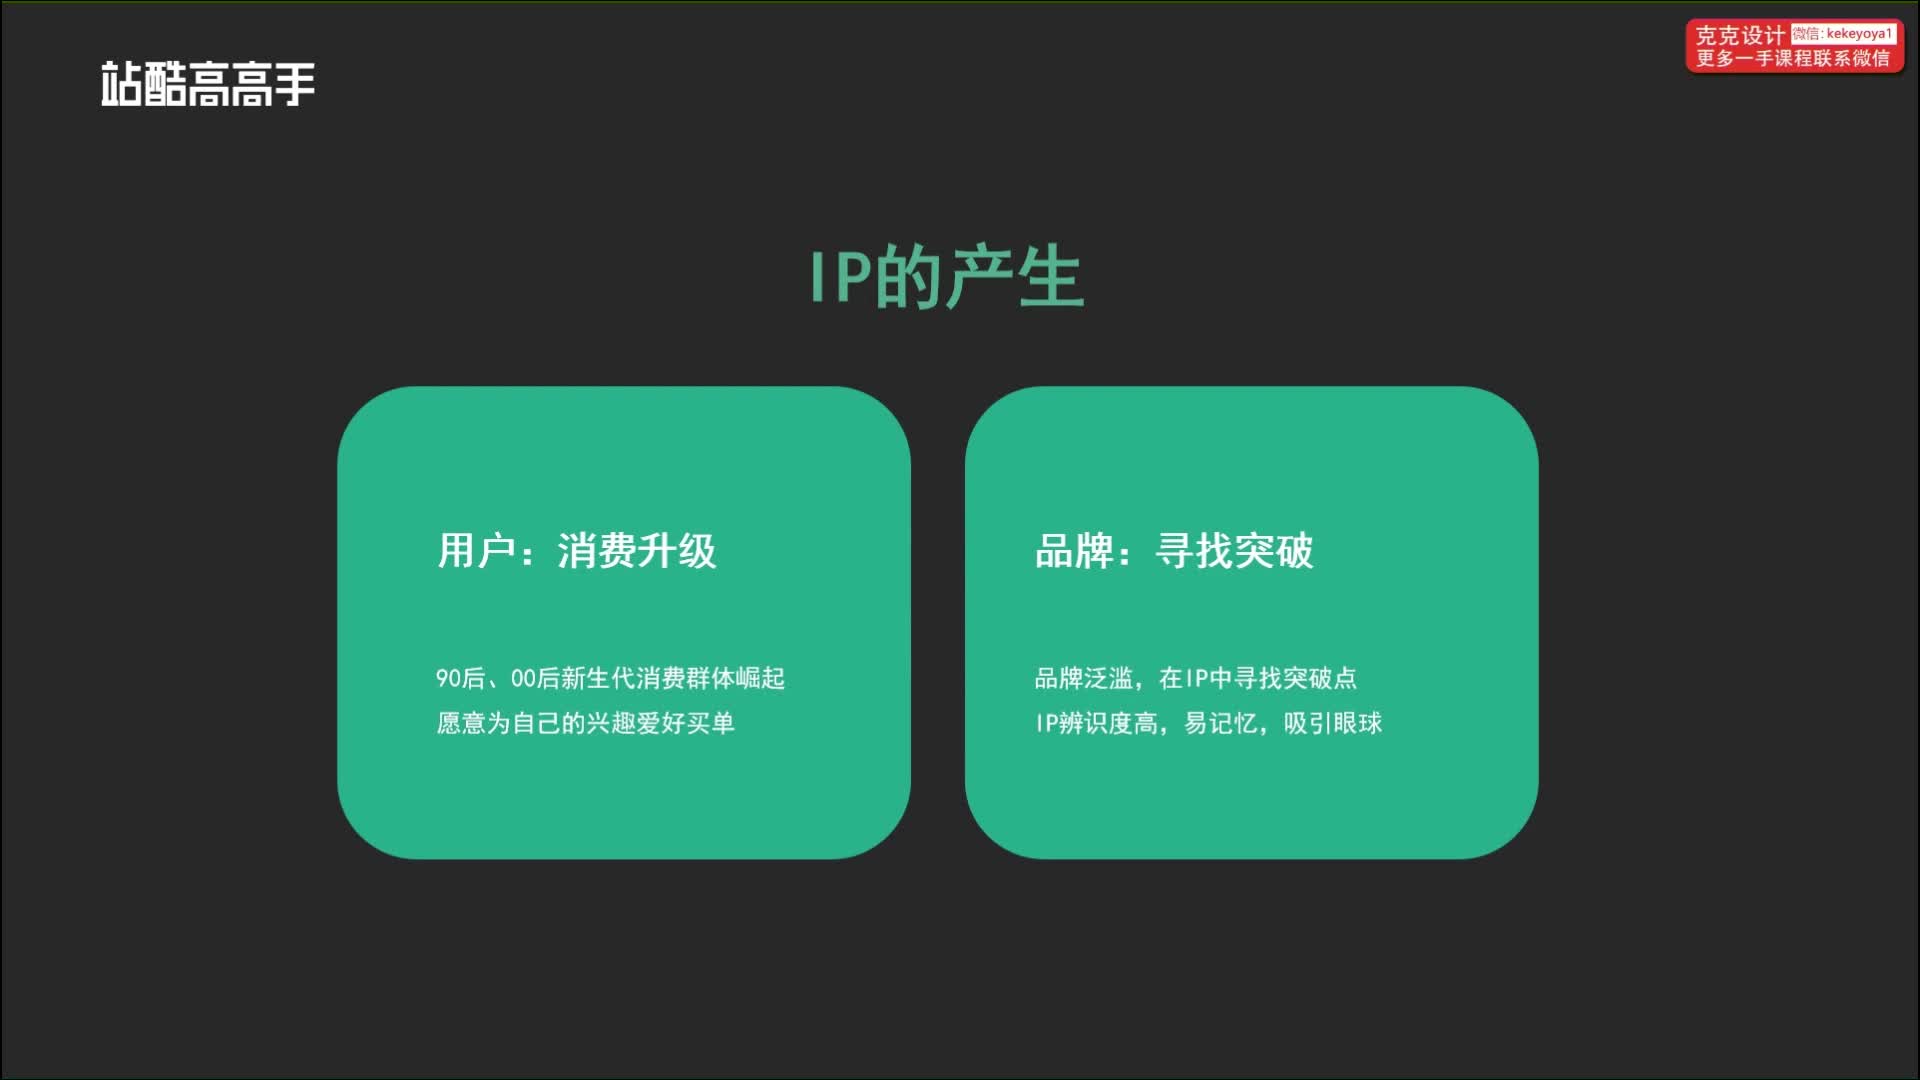 站酷高高手
克克设计 微信:kekeyoya1
更多一手课程联系微信
IP的产生
用户：消费升级
90后、00后新生代消费群体崛起
愿意为自己的兴趣爱好买单
品牌：寻找突破
品牌泛滥，在IP中寻找突破点
IP辨识度高，易记忆，吸引眼球